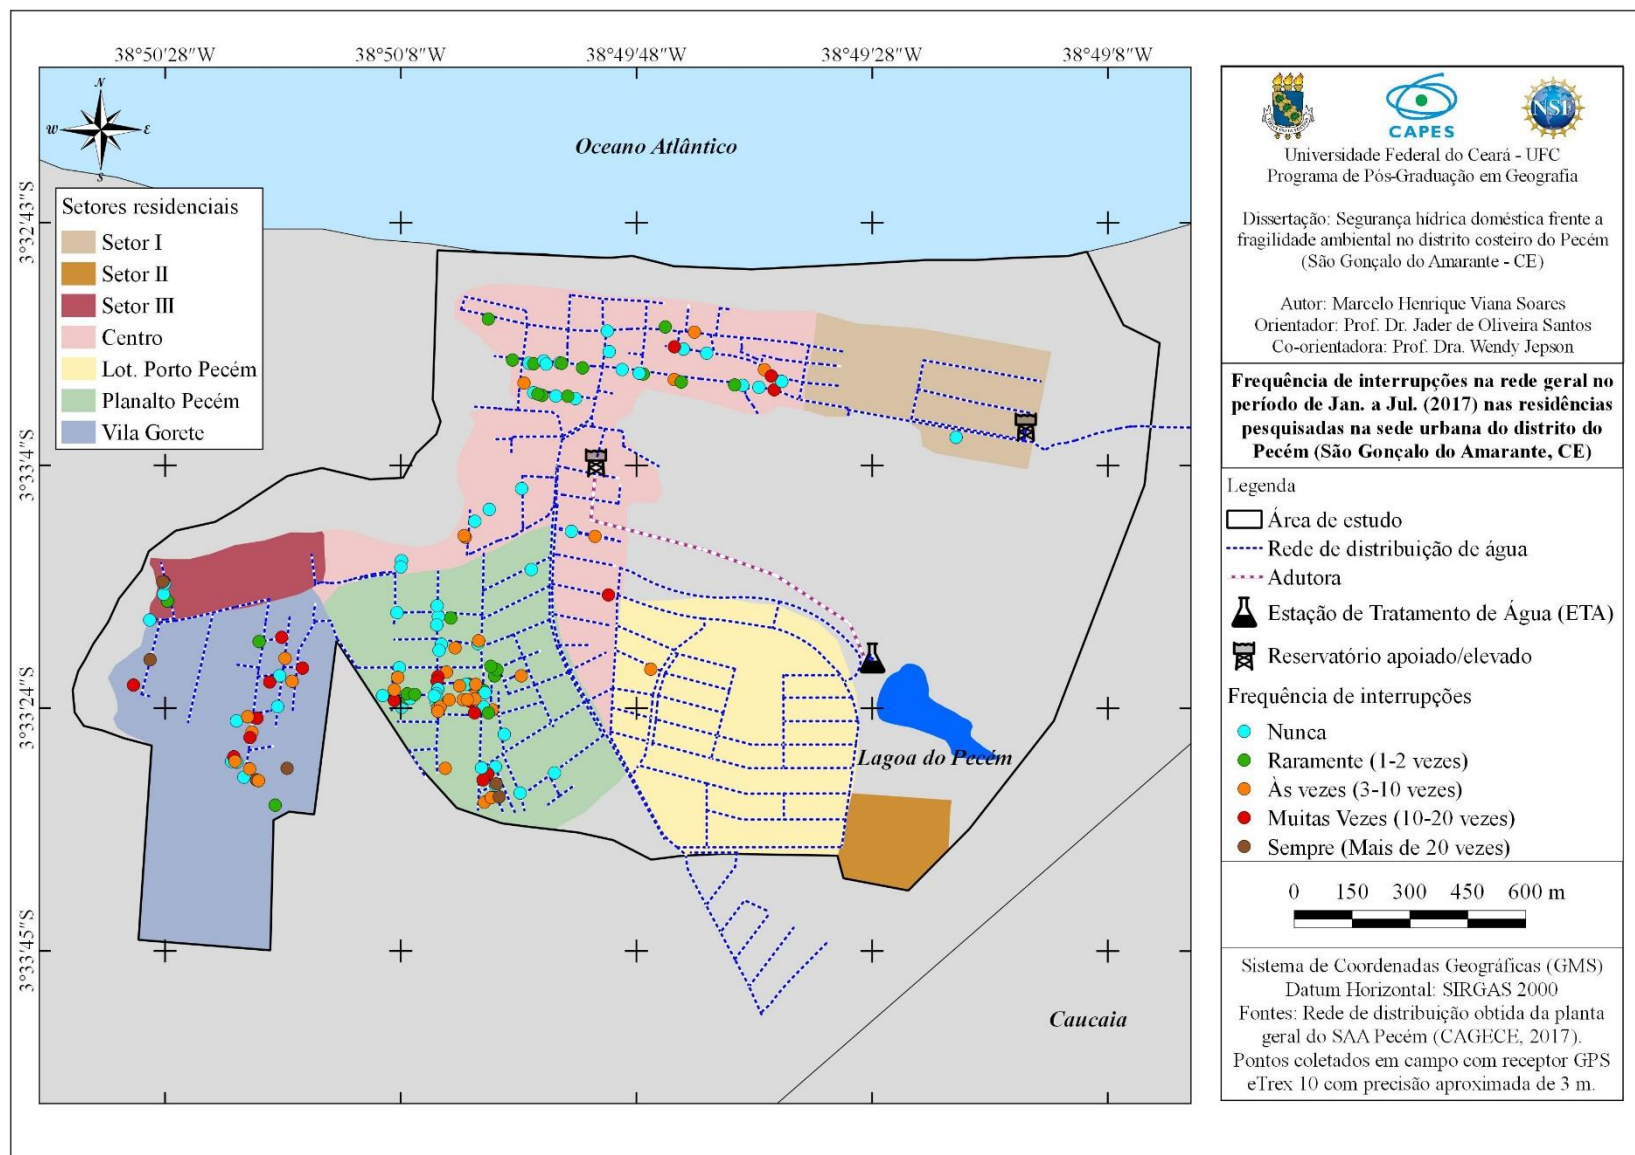 38°50'28"W
38°50'8"W
38°49'48"W
38°49'28"W
38°49'8"W
3°32'43"S
3°33'4"S
3°33'24"S
3°33'45"S
N
W
E
S
Oceano Atlântico
Setores residenciais
Setor I
Setor II
Setor III
Centro
Lot. Porto Pecém
Planalto Pecém
Vila Gorete
Lagoa do Pecém
Caucaia
CAPES
NSF
Universidade Federal do Ceará - UFC
Programa de Pós-Graduação em Geografia
Dissertação: Segurança hídrica doméstica frente a
fragilidade ambiental no distrito costeiro do Pecém
(São Gonçalo do Amarante - CE)
Autor: Marcelo Henrique Viana Soares
Orientador: Prof. Dr. Jader de Oliveira Santos
Co-orientadora: Prof. Dra. Wendy Jepson
Frequência de interrupções na rede geral no
período de Jan. a Jul. (2017) nas residências
pesquisadas na sede urbana do distrito do
Pecém (São Gonçalo do Amarante, CE)
Legenda
Área de estudo
Rede de distribuição de água
Adutora
Estação de Tratamento de Água (ETA)
Reservatório apoiado/elevado
Frequência de interrupções
Nunca
Raramente (1-2 vezes)
Às vezes (3-10 vezes)
Muitas Vezes (10-20 vezes)
Sempre (Mais de 20 vezes)
0 150 300 450 600 m
Sistema de Coordenadas Geográficas (GMS)
Datum Horizontal: SIRGAS 2000
Fontes: Rede de distribuição obtida da planta
geral do SAA Pecém (CAGECE, 2017).
Pontos coletados em campo com receptor GPS
eTrex 10 com precisão aproximada de 3 m.